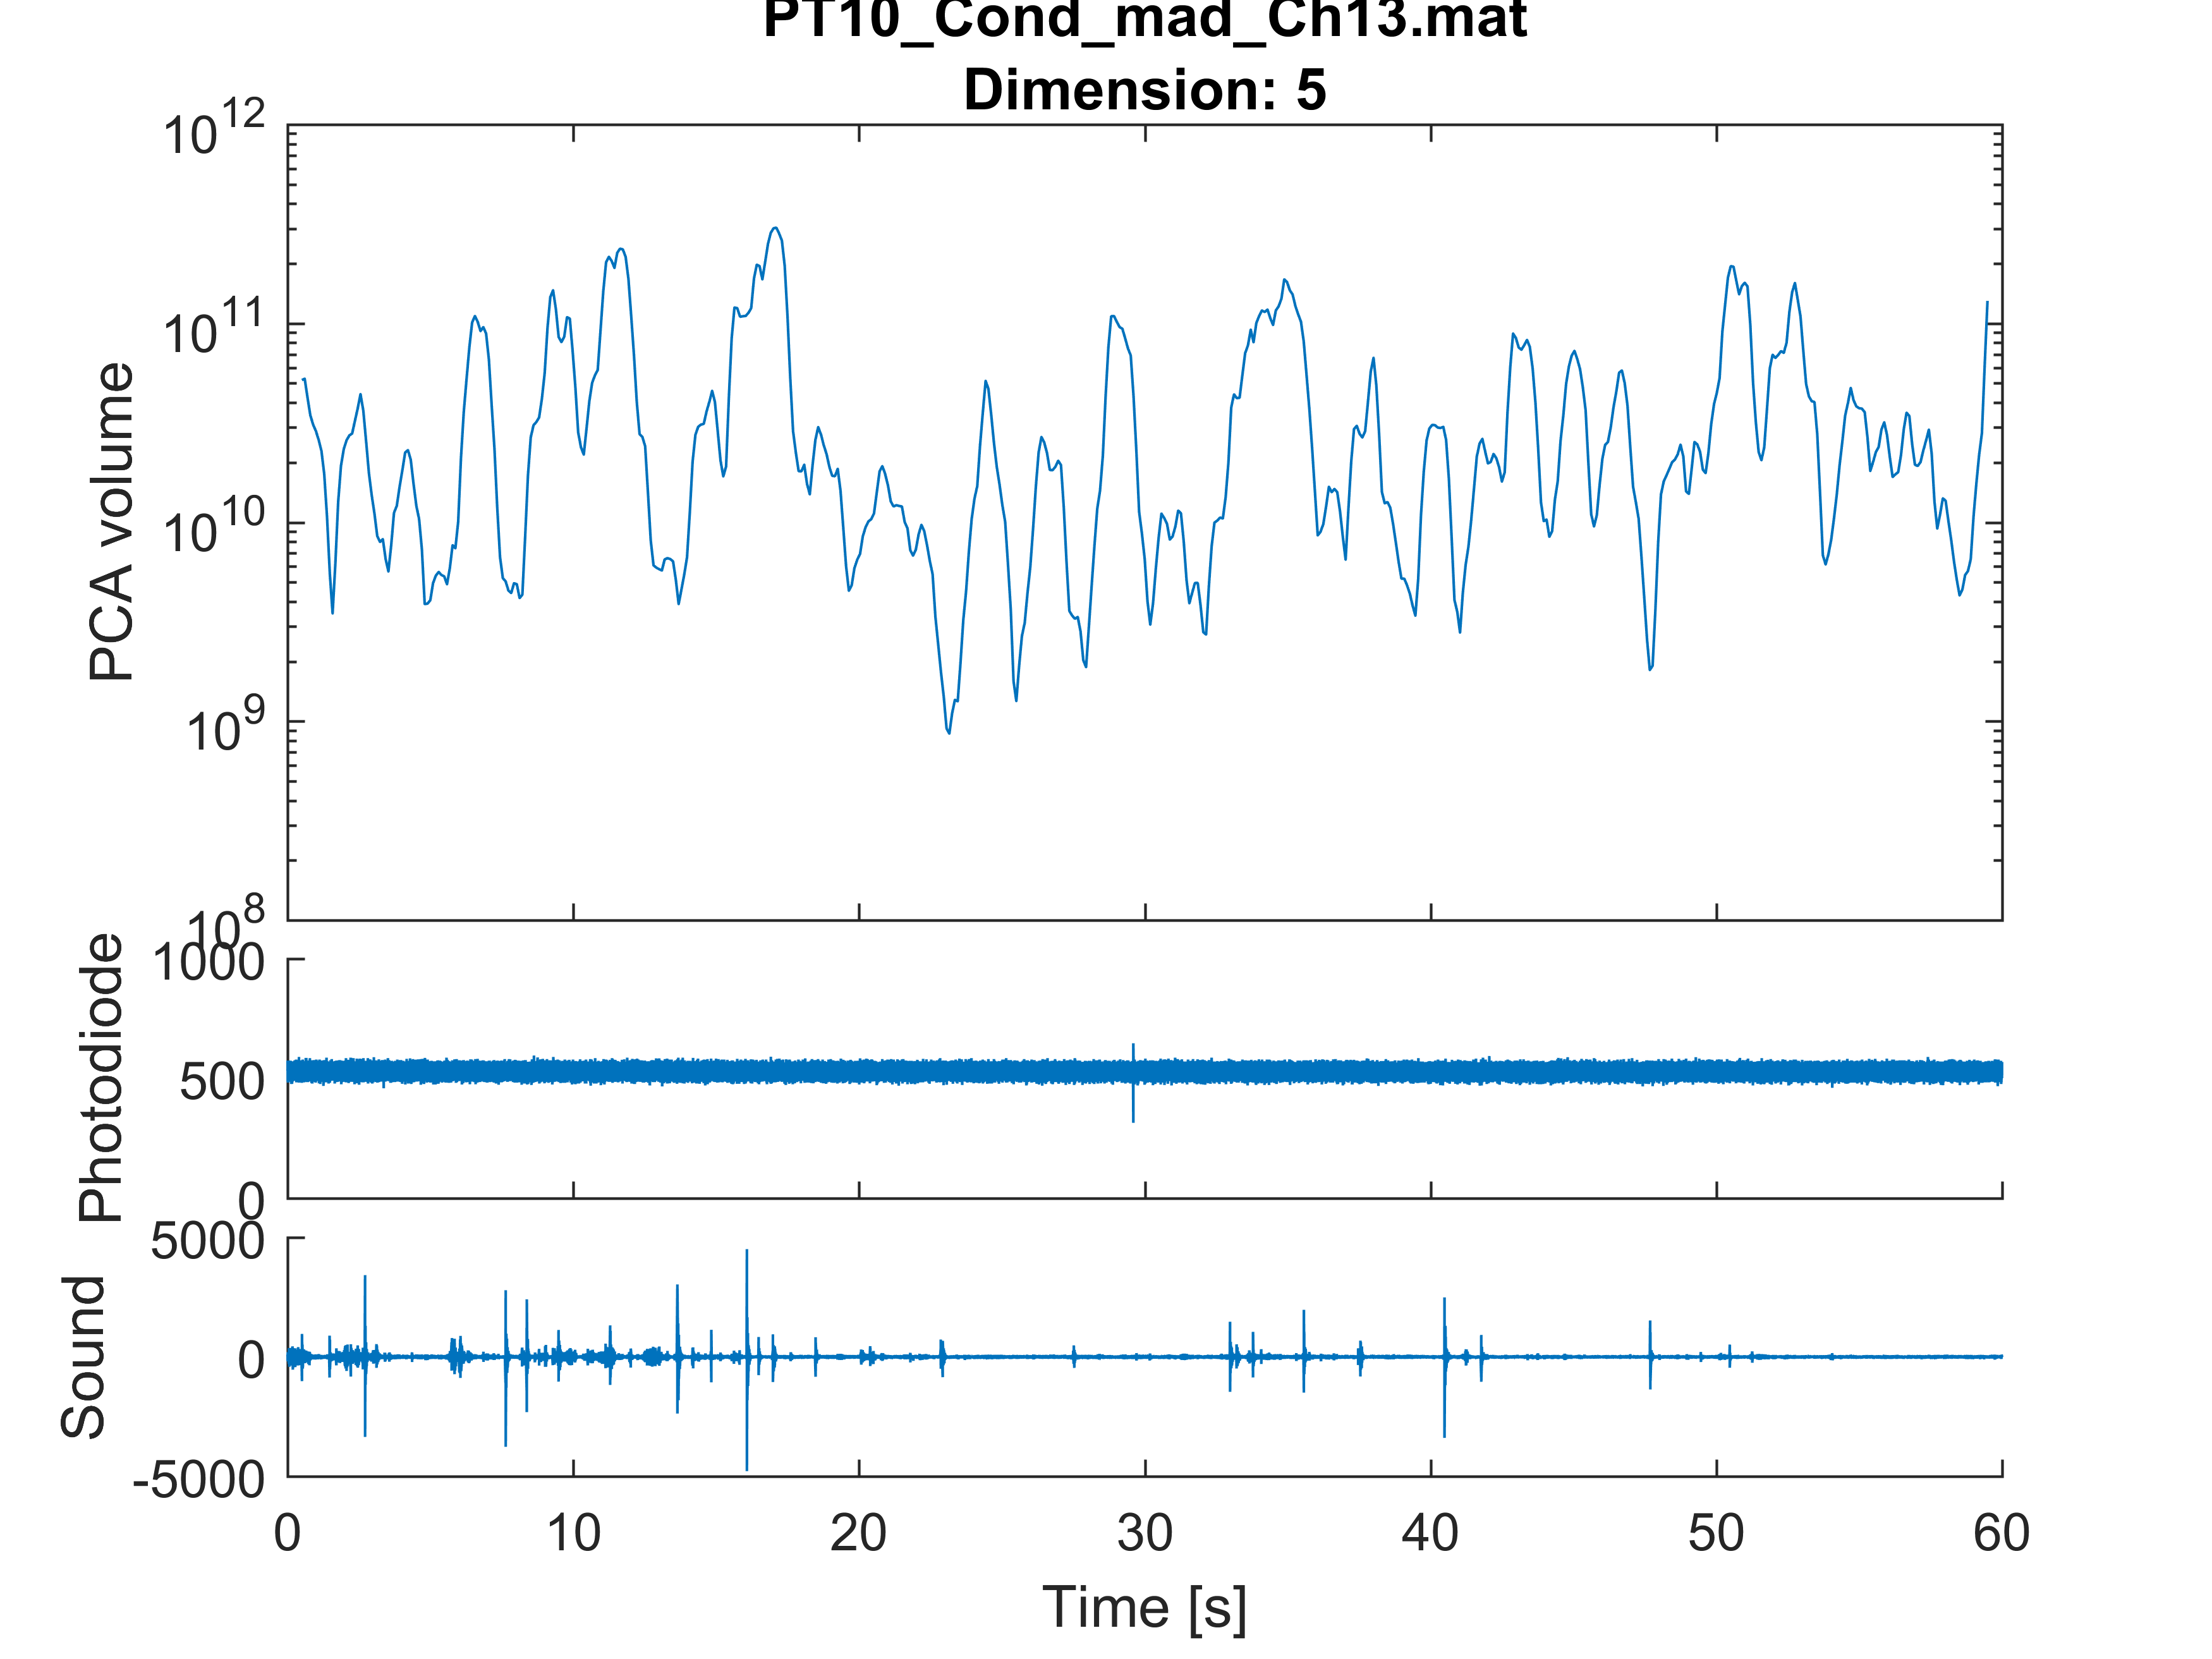 PT10_Cond_mad_Ch13.mat
Dimension: 5
10^12
10^11
10^10
10^9
10^8
PCA volume
1000
500
0
Photodiode
5000
0
-5000
Sound
0 10 20 30 40 50 60
Time [s]